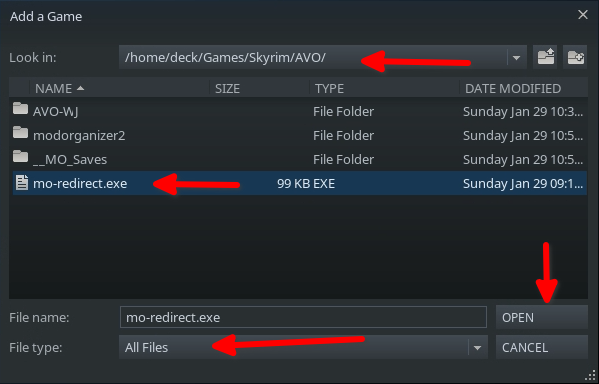 Add a Game
Look in: /home/deck/Games/Skyrim/AVO/
NAME SIZE TYPE DATE MODIFIED
AVO-WJ File Folder Sunday Jan 29 10:3...
modorganizer2 File Folder Sunday Jan 29 10:5...
__MO_Saves File Folder Sunday Jan 29 10:5...
mo-redirect.exe 99 KB EXE Sunday Jan 29 09:1...
File name: mo-redirect.exe OPEN
File type: All Files CANCEL